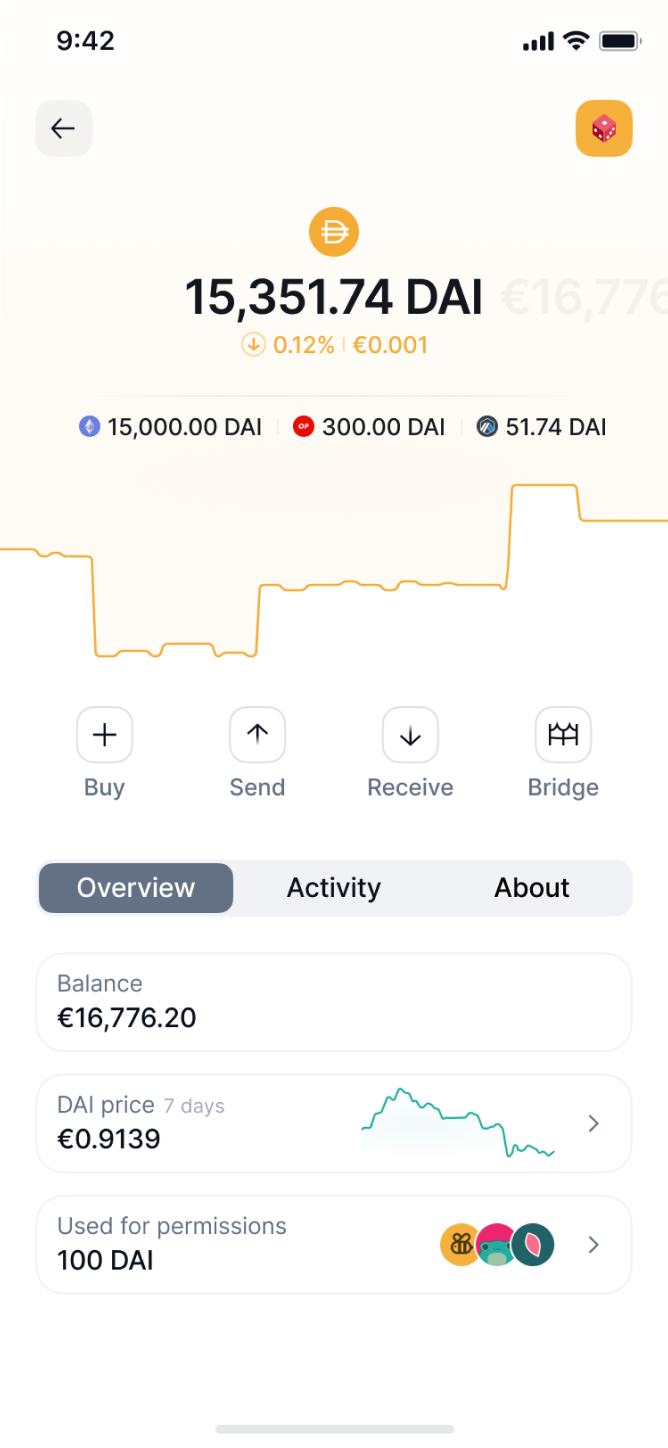 9:42
15,351.74 DAI €16,776
0.12% €0.001
15,000.00 DAI OP 300.00 DAI 51.74 DAI
Buy Send Receive Bridge
Overview Activity About
Balance
€16,776.20
DAI price 7 days
€0.9139
Used for permissions
100 DAI